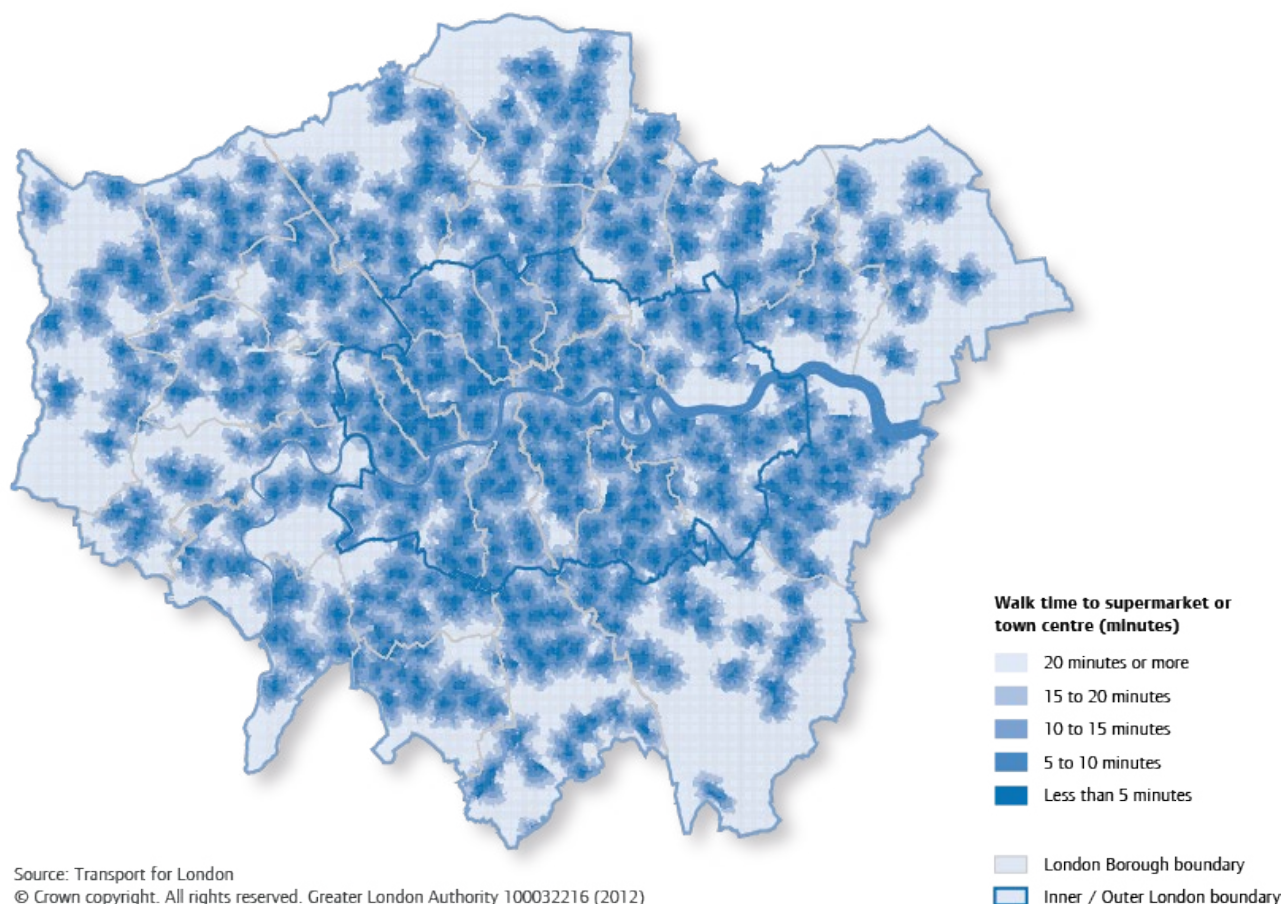 Walk time to supermarket or
town centre (minutes)
20 minutes or more
15 to 20 minutes
10 to 15 minutes
5 to 10 minutes
Less than 5 minutes
London Borough boundary
Inner / Outer London boundary
Source: Transport for London
© Crown copyright. All rights reserved. Greater London Authority 100032216 (2012)